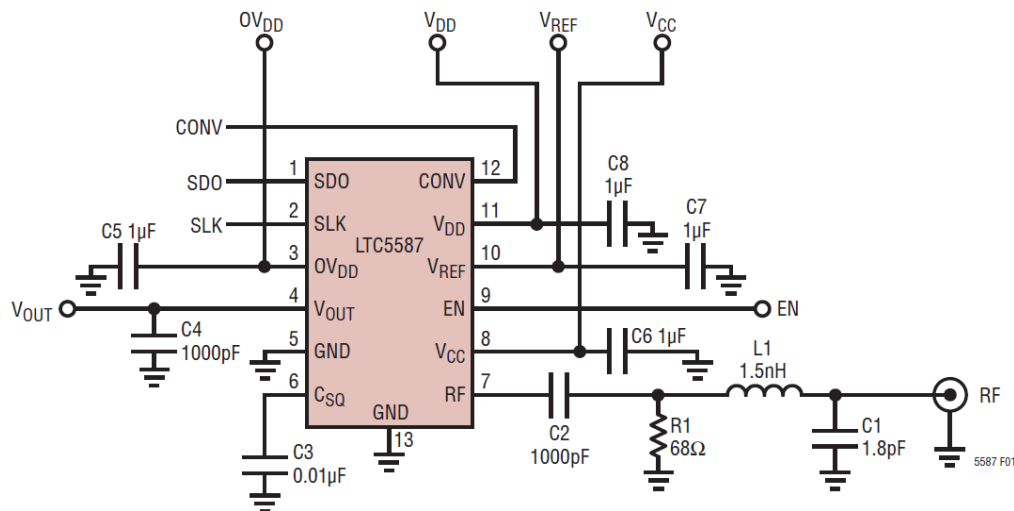 OVDD
VDD
VREF
VCC
CONV
SDO
SLK
C5 1µF
VOUT
C4
1000pF
C3
0.01µF
1
2
3
4
5
6
SDO
SLK
OVDD
VOUT
GND
CSQ
LTC5587
GND
13
CONV
VDD
VREF
EN
VCC
RF
12
11
10
9
8
7
C8
1µF
C7
1µF
EN
C6 1µF
C2
1000pF
R1
68Ω
L1
1.5nH
C1
1.8pF
RF
5587 F01